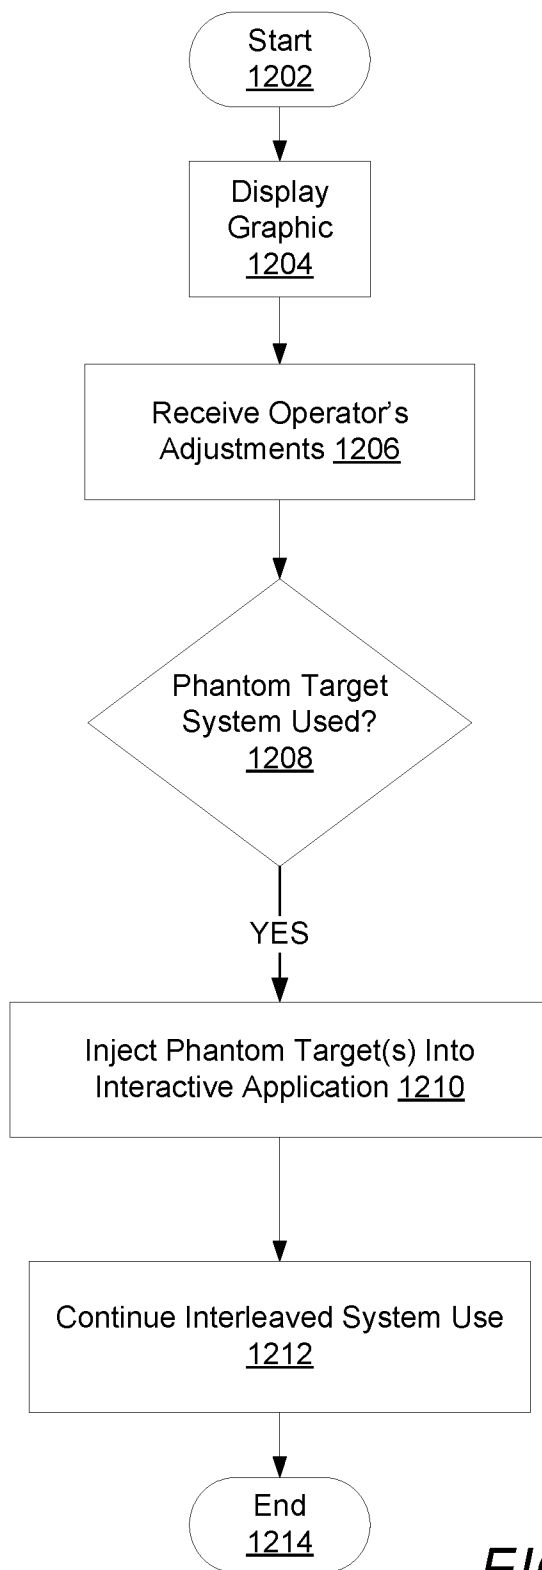 Start
1202
Display
Graphic
1204
Receive Operator's
Adjustments 1206
Phantom Target
System Used?
1208
YES
Inject Phantom Target(s) Into
Interactive Application 1210
Continue Interleaved System Use
1212
End
1214